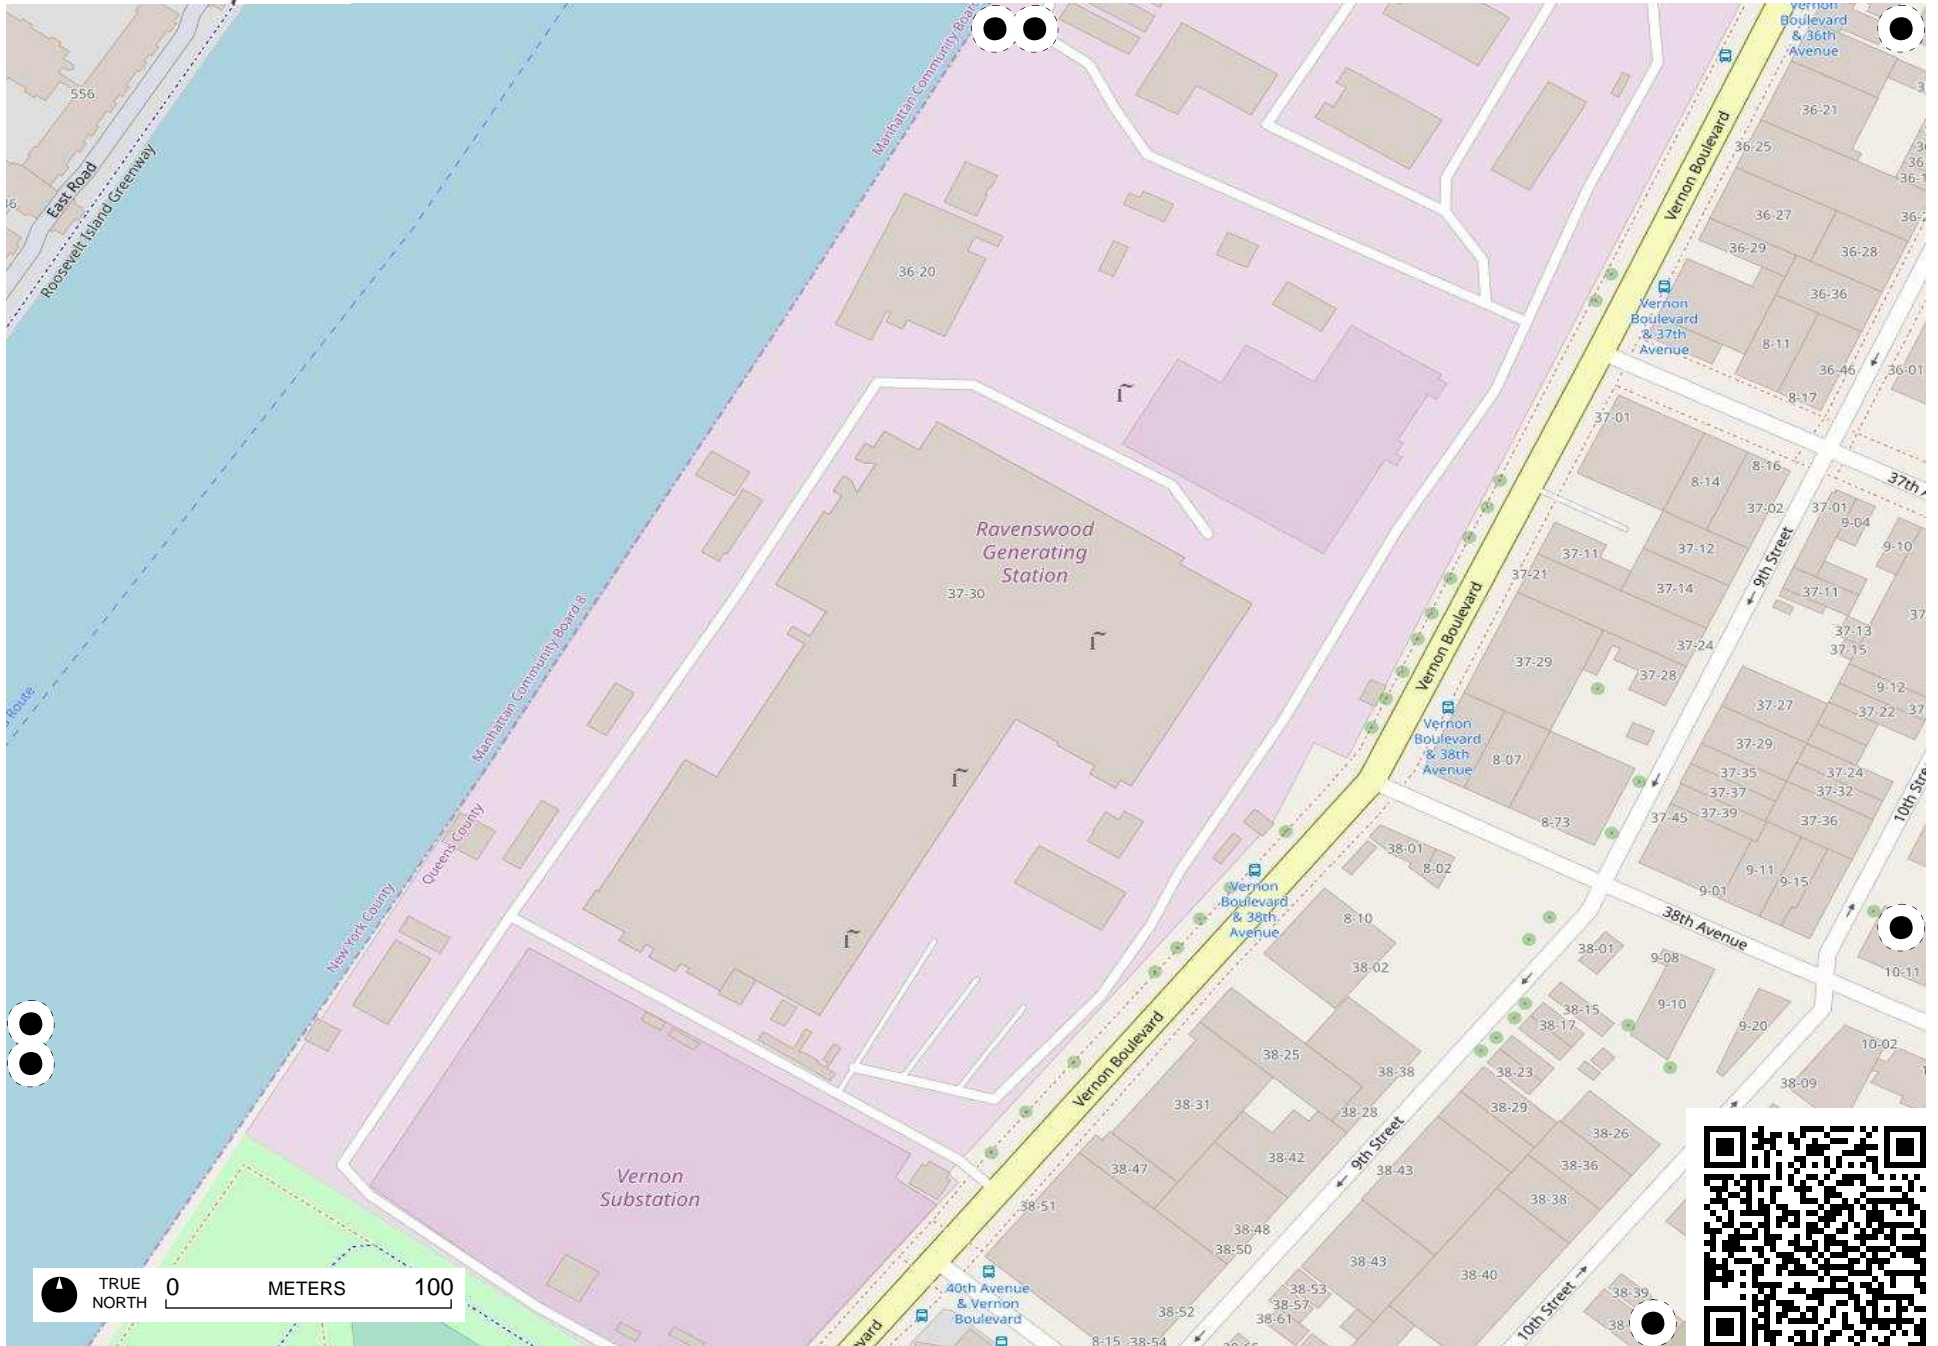 556
East Road
Roosevelt Island Greenway
Manhattan Community Board
Vernon
Boulevard
& 36th
Avenue
36-21
36-25
Vernon Boulevard
36-27
36-29
36-28
36-36
36-20
Vernon
Boulevard
& 37th
Avenue
8-11
36-46
36-01
8-17
37-01
8-16
8-14
37-02
37-01
9-04
37th
Ravenswood
Generating
Station
37-30
37-11
37-12
9-10
37-21
37-14
9th Street
37-11
Vernon Boulevard
37-13
37-15
37-24
37-29
37-28
9-12
37-27
37-22
Manhattan Community Board 8
Vernon
Boulevard
& 38th
Avenue
8-07
37-29
37-35
37-37
37-39
37-24
37-32
37-36
10th Stre
8-73
37-45
Queens County
38-01
8-02
9-11
9-15
9-01
Vernon
Boulevard
& 38th
Avenue
New York County
8-10
38-02
38th Avenue
38-01
9-08
10-11
9-10
38-15
38-17
9-20
10-02
38-25
38-38
38-23
38-09
Vernon Boulevard
38-31
38-28
38-29
38-26
9th Street
38-47
38-42
38-43
38-36
38-38
Vernon
Substation
38-51
38-48
38-50
38-43
38-40
TRUE
NORTH
0 METERS 100
40th Avenue
& Vernon
Boulevard
38-53
38-57
38-61
38-39
38-52
10th Street
8-15
38-54
Route